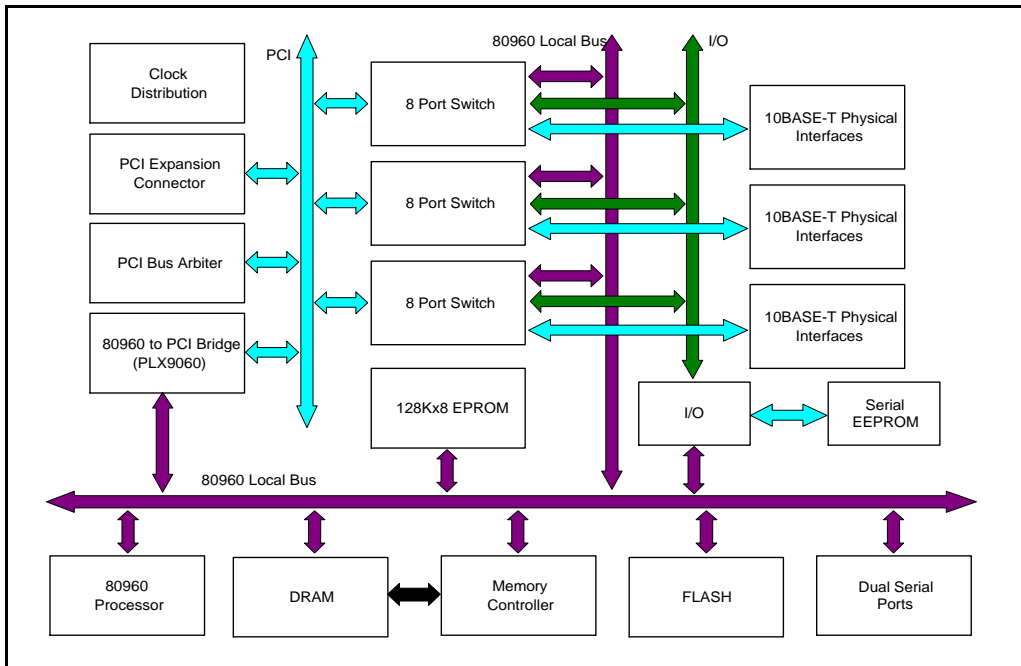 PCI
80960 Local Bus
I/O
Clock
Distribution
8 Port Switch
10BASE-T Physical
Interfaces
PCI Expansion
Connector
8 Port Switch
10BASE-T Physical
Interfaces
PCI Bus Arbiter
8 Port Switch
10BASE-T Physical
Interfaces
80960 to PCI Bridge
(PLX9060)
128Kx8 EPROM
I/O
Serial
EEPROM
80960 Local Bus
80960
Processor
DRAM
Memory
Controller
FLASH
Dual Serial
Ports